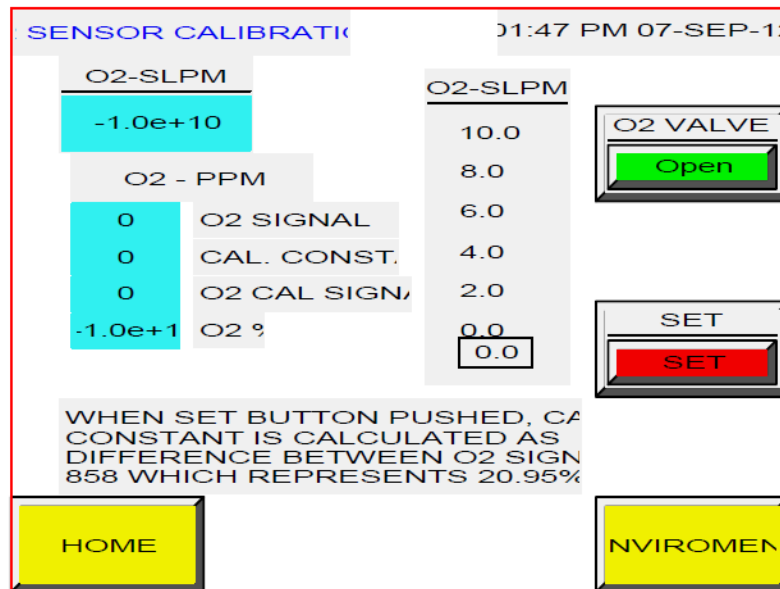 SENSOR CALIBRATI
01:47 PM 07-SEP-1
O2-SLPM
-1.0e+10
O2 - PPM
0 O2 SIGNAL
0 CAL. CONST.
0 O2 CAL SIGNA
-1.0e+1 O2 %
O2-SLPM
10.0
8.0
6.0
4.0
2.0
0.0
0.0
O2 VALVE
Open
SET
SET
WHEN SET BUTTON PUSHED, CA
CONSTANT IS CALCULATED AS
DIFFERENCE BETWEEN O2 SIGN
858 WHICH REPRESENTS 20.95%
HOME
NVIROMEN